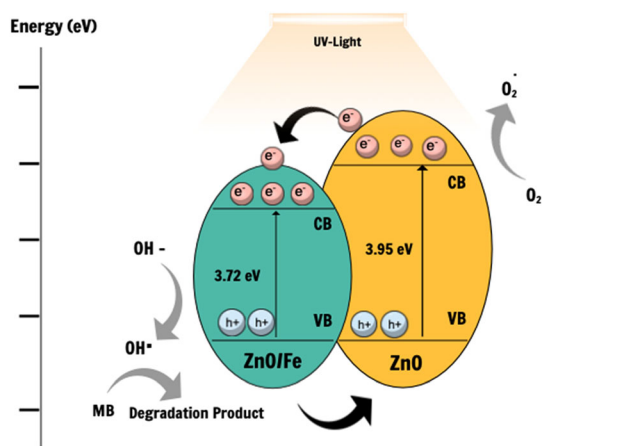 Energy (eV)
UV-Light
O₂˙
e-
e-
e-
e-
e-
e-
e-
e-
CB
O₂
CB
OH -
3.95 eV
3.72 eV
h+ h+
VB
h+ h+
VB
OH•
ZnO/Fe
ZnO
MB Degradation Product